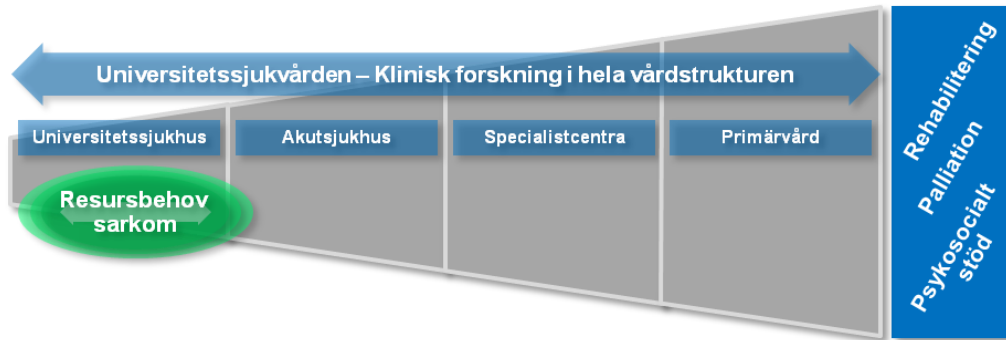 Universitetssjukvården – Klinisk forskning i hela vårdstrukturen
Universitetssjukhus
Akutsjukhus
Specialistcentra
Primärvård
Resursbehov
sarkom
Rehabilitering
Palliation
Psykosocialt
stöd